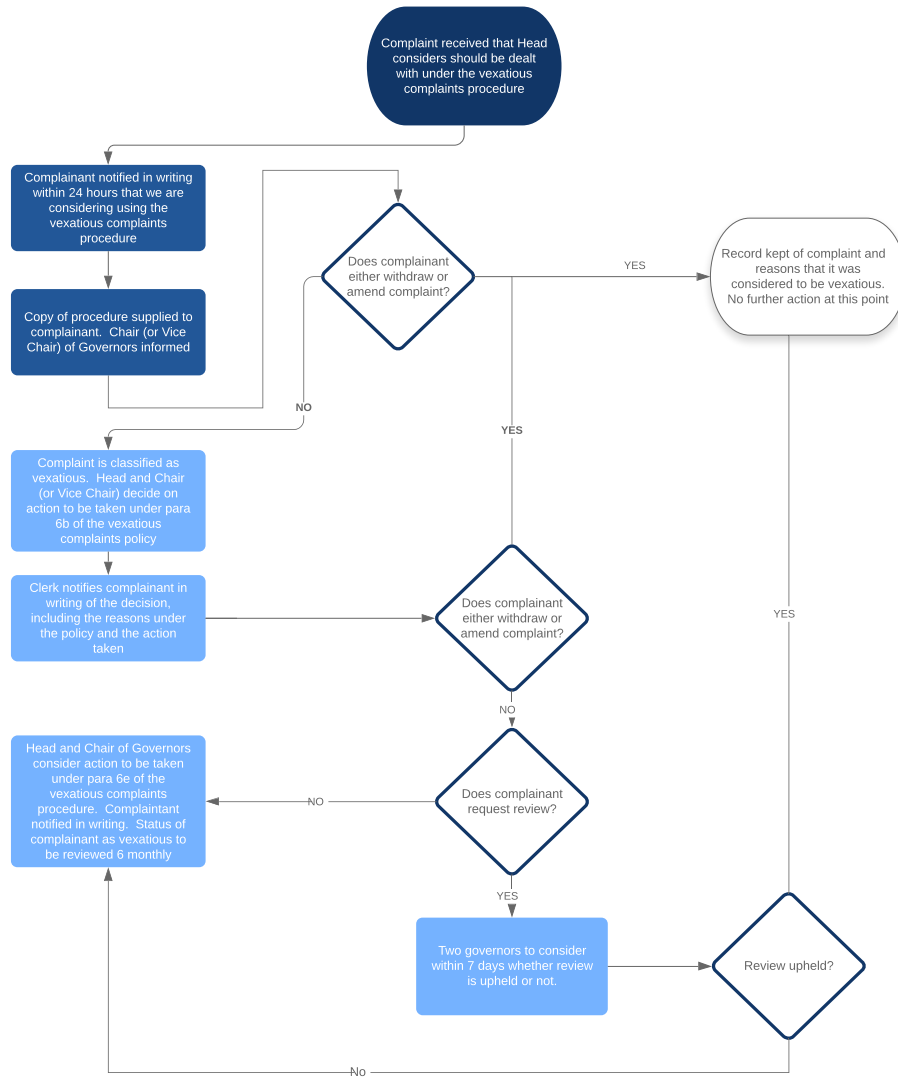 Complaint received that Head
considers should be dealt
with under the vexatious
complaints procedure
Complainant notified in writing
within 24 hours that we are
considering using the
vexatious complaints
procedure
Copy of procedure supplied to
complainant. Chair (or Vice
Chair) of Governors informed
Does complainant
either withdraw or
amend complaint?
YES
Record kept of complaint and
reasons that it was
considered to be vexatious.
No further action at this point
NO
YES
Complaint is classified as
vexatious. Head and Chair
(or Vice Chair) decide on
action to be taken under para
6b of the vexatious
complaints policy
Clerk notifies complainant in
writing of the decision,
including the reasons under
the policy and the action
taken
Does complainant
either withdraw or
amend complaint?
YES
NO
Head and Chair of Governors
consider action to be taken
under para 6e of the
vexatious complaints
procedure. Complaintant
notified in writing. Status of
complainant as vexatious to
be reviewed 6 monthly
NO
Does complainant
request review?
YES
Two governors to consider
within 7 days whether review
is upheld or not.
Review upheld?
No